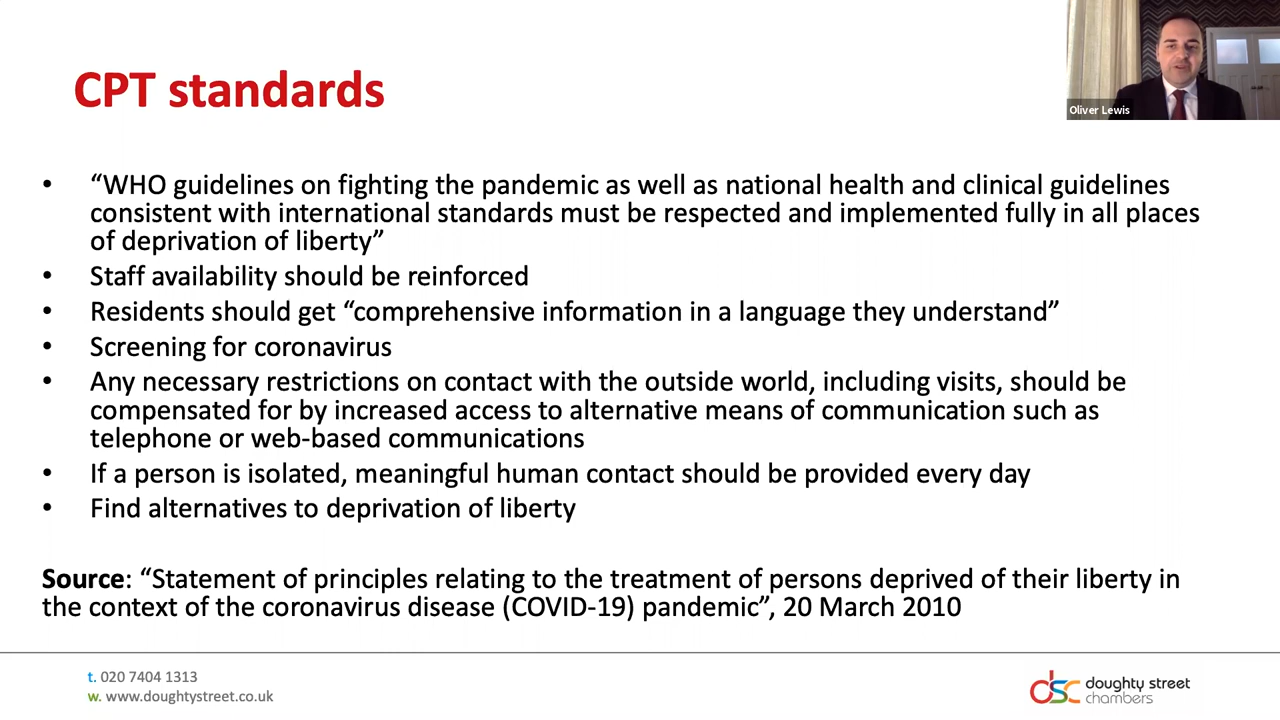 Oliver Lewis
CPT standards
• “WHO guidelines on fighting the pandemic as well as national health and clinical guidelines
consistent with international standards must be respected and implemented fully in all places
of deprivation of liberty”
• Staff availability should be reinforced
• Residents should get “comprehensive information in a language they understand”
• Screening for coronavirus
• Any necessary restrictions on contact with the outside world, including visits, should be
compensated for by increased access to alternative means of communication such as
telephone or web-based communications
• If a person is isolated, meaningful human contact should be provided every day
• Find alternatives to deprivation of liberty
Source: “Statement of principles relating to the treatment of persons deprived of their liberty in
the context of the coronavirus disease (COVID-19) pandemic”, 20 March 2010
t. 020 7404 1313
w. www.doughtystreet.co.uk
dsc doughty street
chambers